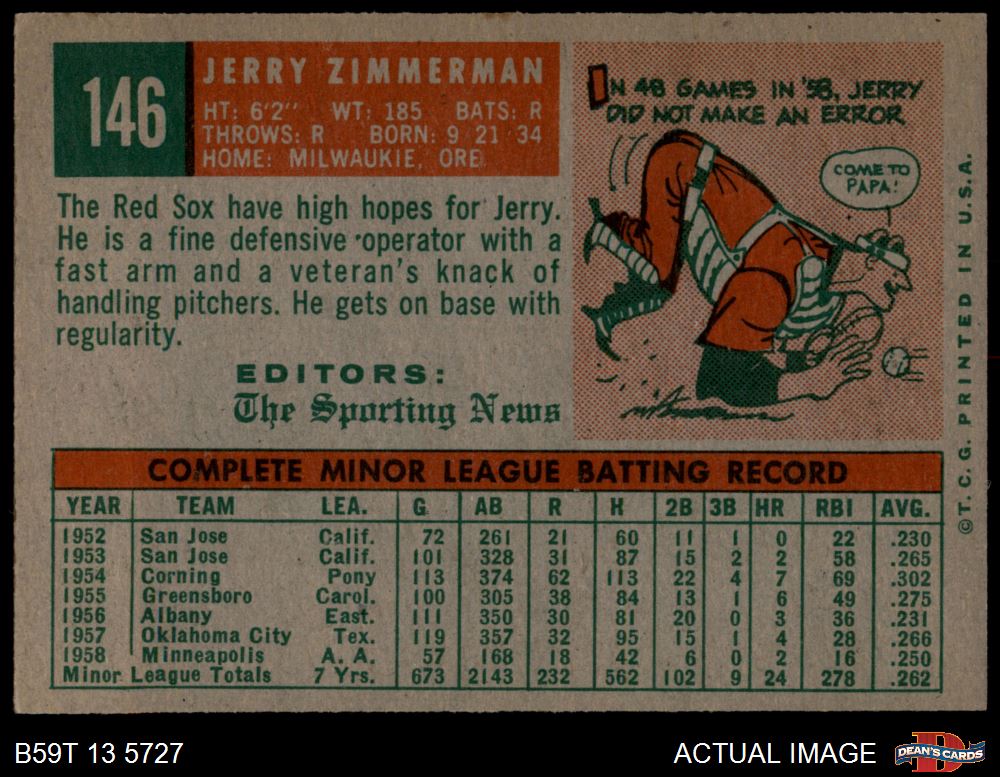 146
JERRY ZIMMERMAN
HT: 6'2" WT: 185 BATS: R
THROWS: R BORN: 9 21 34
HOME: MILWAUKIE, ORE
The Red Sox have high hopes for Jerry.
He is a fine defensive operator with a
fast arm and a veteran's knack of
handling pitchers. He gets on base with
regularity.
EDITORS:
The Sporting News
IN 48 GAMES IN '58, JERRY
DID NOT MAKE AN ERROR
COME TO
PAPA!
©T.C.G. PRINTED IN U.S.A.
COMPLETE MINOR LEAGUE BATTING RECORD
YEAR TEAM LEA. G AB R H 2B 3B HR RBI AVG.
1952 San Jose Calif. 72 261 21 60 11 1 0 22 .230
1953 San Jose Calif. 101 328 31 87 15 2 2 58 .265
1954 Corning Pony 113 374 62 113 22 4 7 69 .302
1955 Greensboro Carol. 100 305 38 84 13 1 6 49 .275
1956 Albany East. 111 350 30 81 20 0 3 36 .231
1957 Oklahoma City Tex. 119 357 32 95 15 1 4 28 .266
1958 Minneapolis A. A. 57 168 18 42 6 0 2 16 .250
Minor League Totals 7 Yrs. 673 2143 232 562 102 9 24 278 .262
B59T 13 5727
ACTUAL IMAGE
D
DEAN'S CARDS